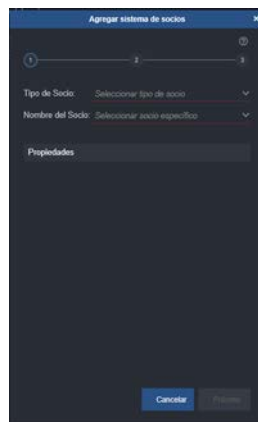 Agregar sistema de socios ×
1 2 3
Tipo de Socio: Seleccionar tipo de socio
Nombre del Socio: Seleccionar socio específico
Propiedades
Cancelar Próximo